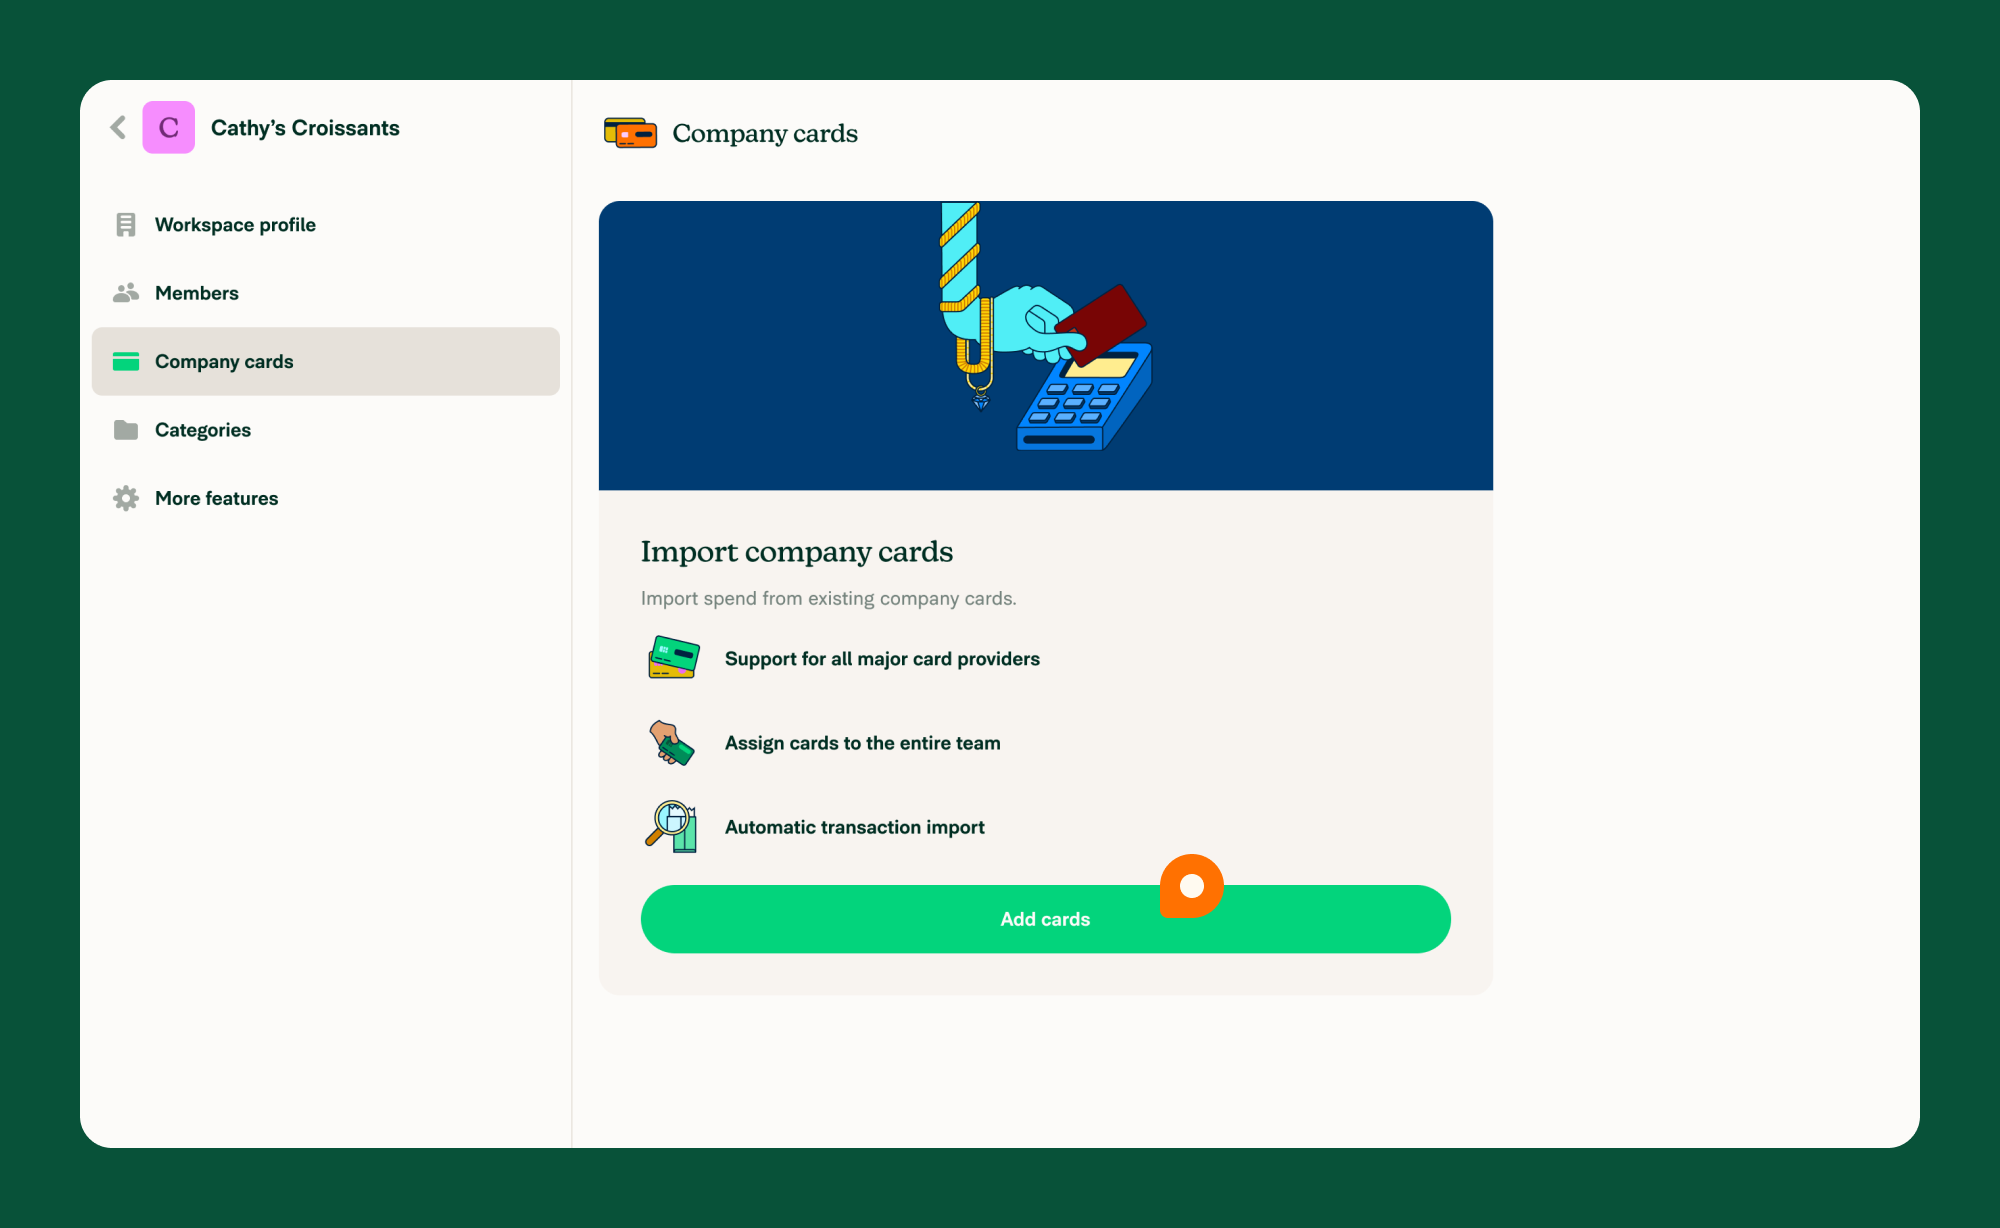 C
Cathy’s Croissants
Workspace profile
Members
Company cards
Categories
More features
Company cards
Import company cards
Import spend from existing company cards.
Support for all major card providers
Assign cards to the entire team
Automatic transaction import
Add cards